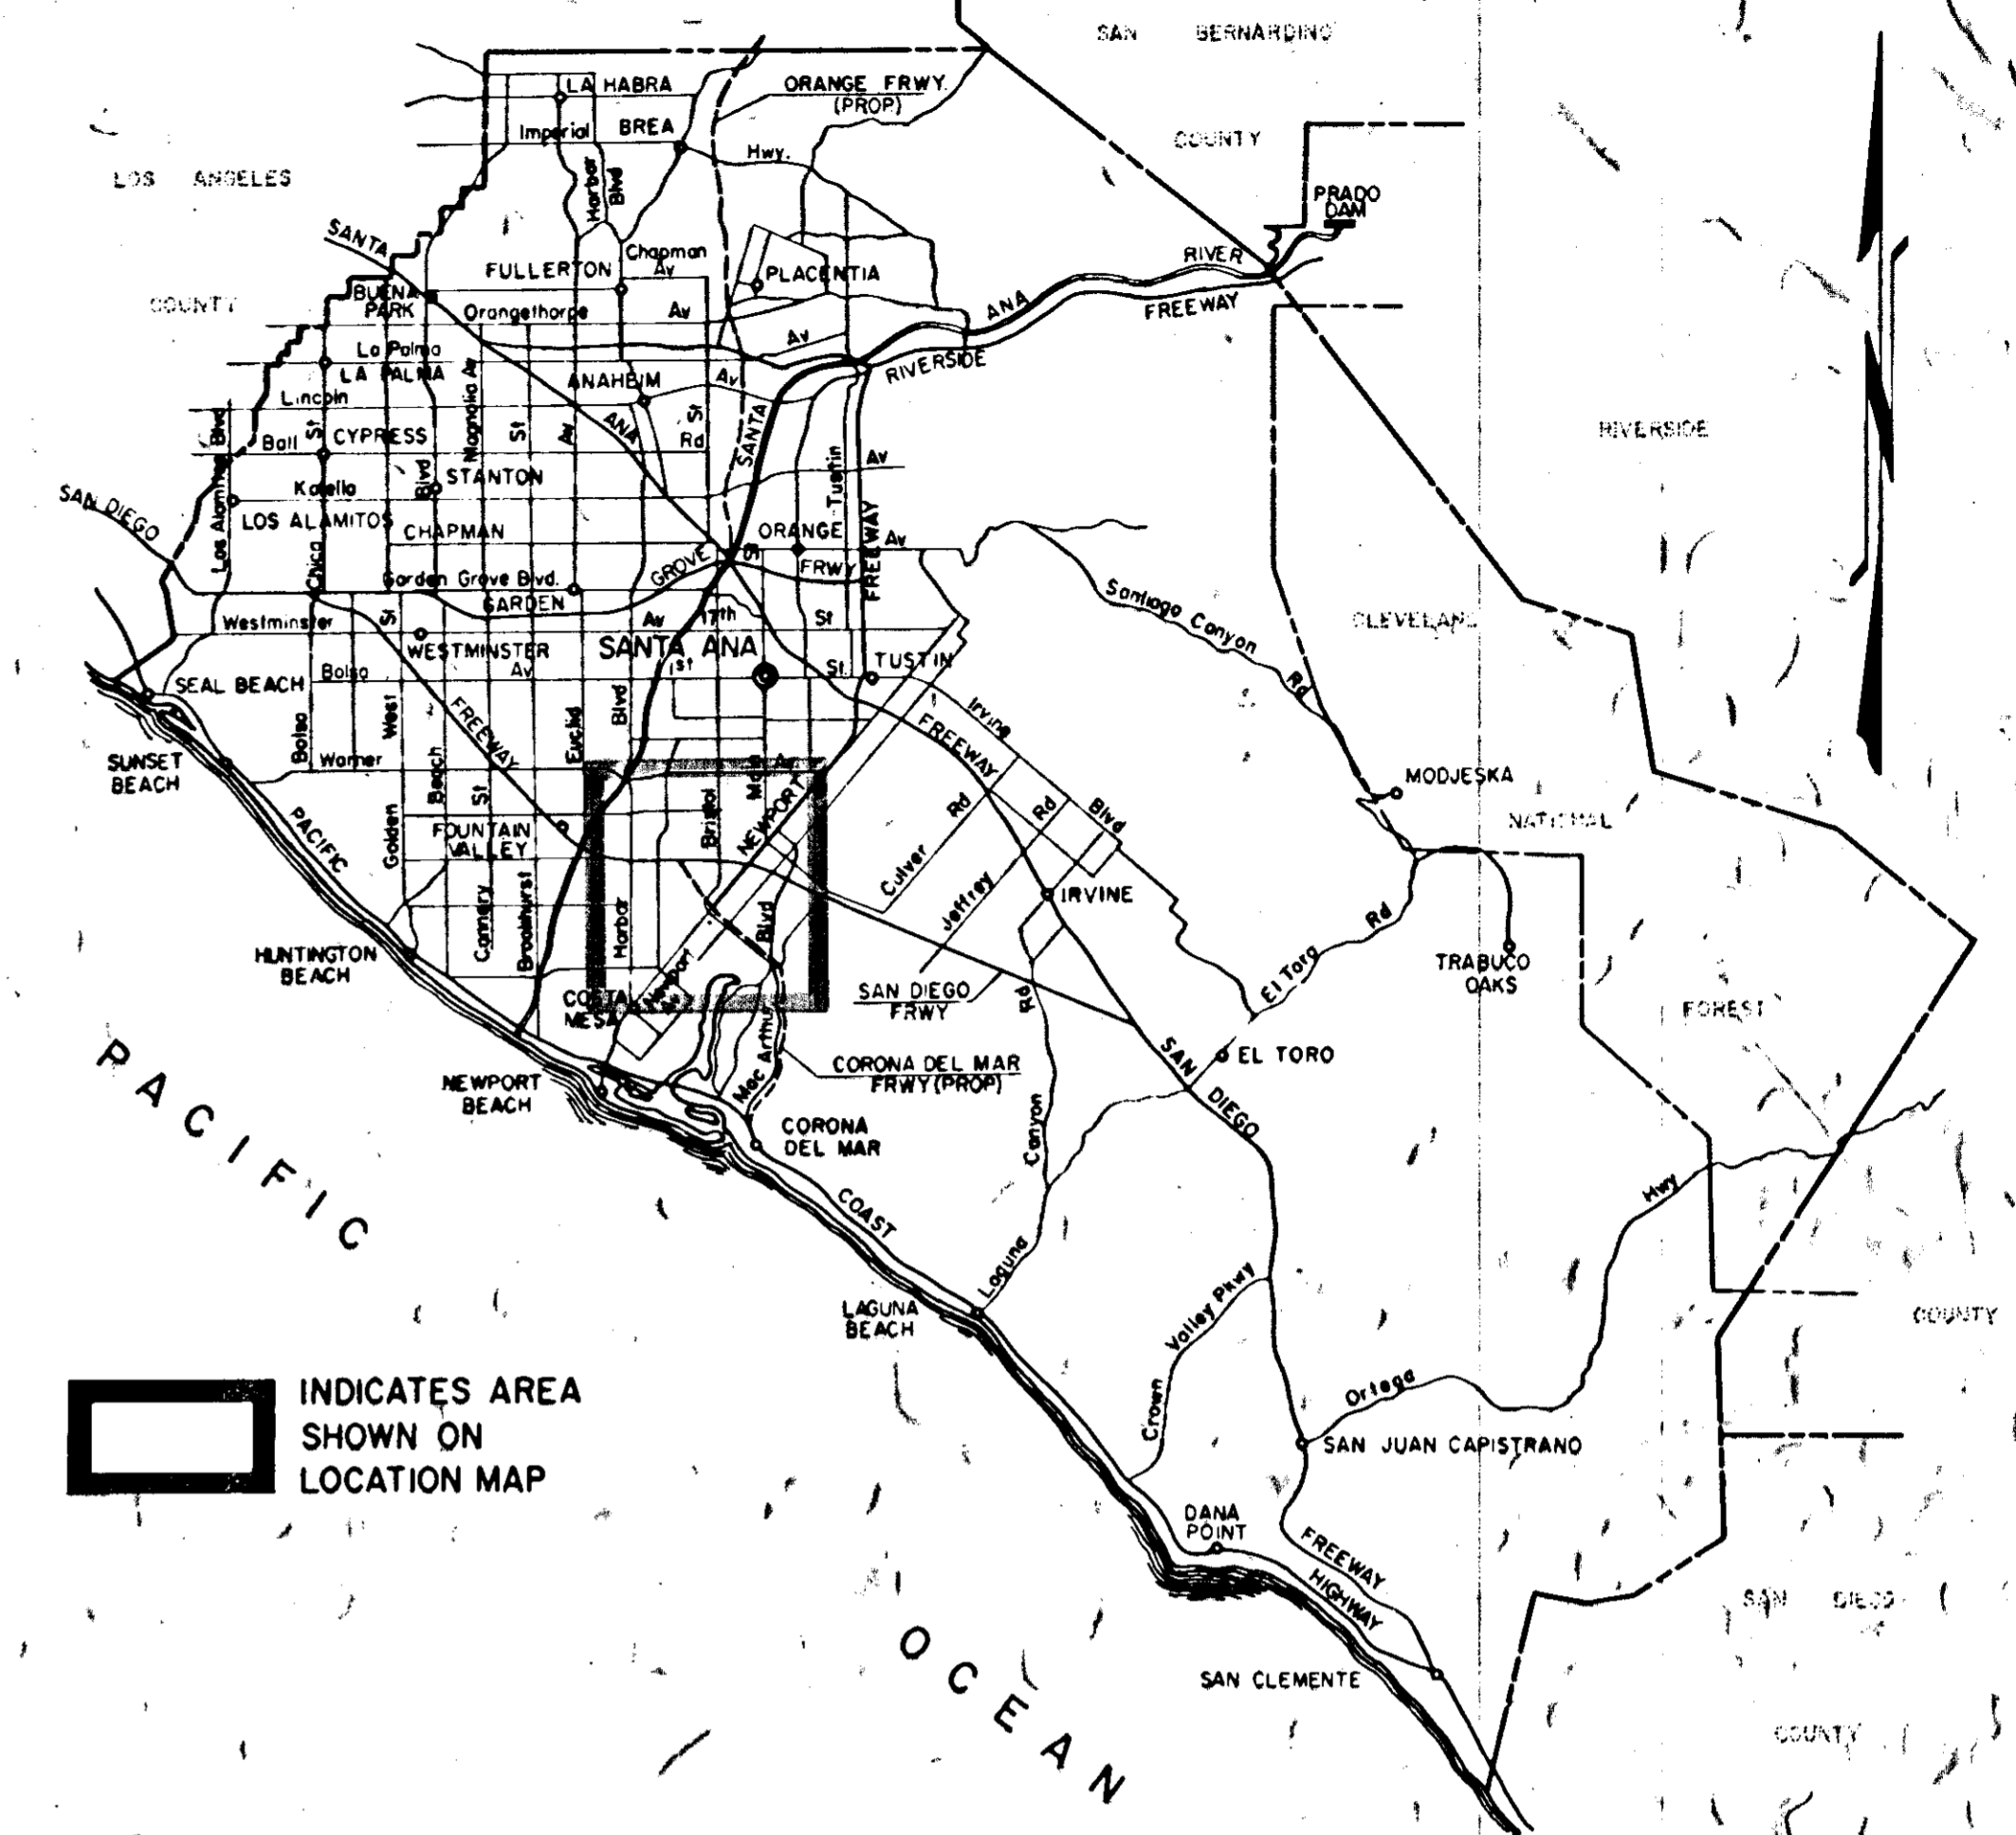 SAN BERNARDINO
COUNTY
LOS ANGELES
COUNTY
LA HABRA
ORANGE FRWY.
(PROP)
Imperial
BREA
Hwy.
Harbor
Blvd
PRADO
DAM
SANTA
Chapman
Av
FULLERTON
PLACENTIA
RIVER
ANA
FREEWAY
BUENA
PARK
Orangethorpe
Av
Av
RIVERSIDE
La Palma
LA PALMA
ANAHEIM
Av
Lincoln
Magnolia Av
St
Av
ANA
St
Rd
SANTA
Blvd
Ball
St
CYPRESS
RIVERSIDE
Av
Tustin
STANTON
Blvd
Katella
SAN DIEGO
LOS ALAMITOS
Los Alamitos
CHAPMAN
ORANGE
Av
St
FREEWAY
FRWY
GROVE
Chico
Garden Grove Blvd.
GARDEN
Santiago Canyon
Rd
CLEVELAND
Westminster
St
Av
17th
St
WESTMINSTER
SANTA ANA
Av
1st
St.
TUSTIN
SEAL BEACH
Bolsa
Irving
FREEWAY
Blvd
SUNSET
BEACH
Bolsa
West
FREEWAY
Euclid
Blvd
Warner
Av
Main
MODJESKA
NATIONAL
PACIFIC
Golden
Beach
St
FOUNTAIN
VALLEY
Bristol
NEWPORT
Rd
Rd
Blvd
Culver
Jeffrey
IRVINE
Cannery
Brookhurst
Harbor
Blvd
HUNTINGTON
BEACH
El Toro
Rd
TRABUCO
OAKS
FOREST
COSTA
MESA
Newport
SAN DIEGO
FRWY
Rd
Mac Arthur
CORONA DEL MAR
FRWY (PROP)
SAN
DIEGO
EL TORO
NEWPORT
BEACH
CORONA
DEL MAR
Canyon
COAST
Laguna
Hwy
LAGUNA
BEACH
Crown
Valley Pkwy
COUNTY
Ortega
SAN JUAN CAPISTRANO
PACIFIC
INDICATES AREA
SHOWN ON
LOCATION MAP
DANA
POINT
FREEWAY
HIGHWAY
SAN CLEMENTE
SAN DIEGO
COUNTY
OCEAN